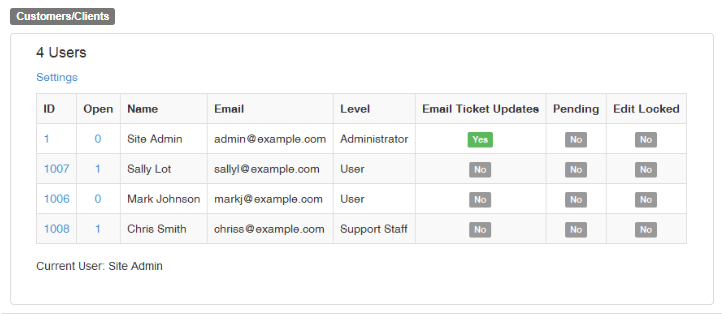 Customers/Clients
4 Users
Settings
ID Open Name Email Level Email Ticket Updates Pending Edit Locked
1 0 Site Admin admin@example.com Administrator Yes No No
1007 1 Sally Lot sallyl@example.com User No No No
1006 0 Mark Johnson markj@example.com User No No No
1008 1 Chris Smith chriss@example.com Support Staff No No No
Current User: Site Admin